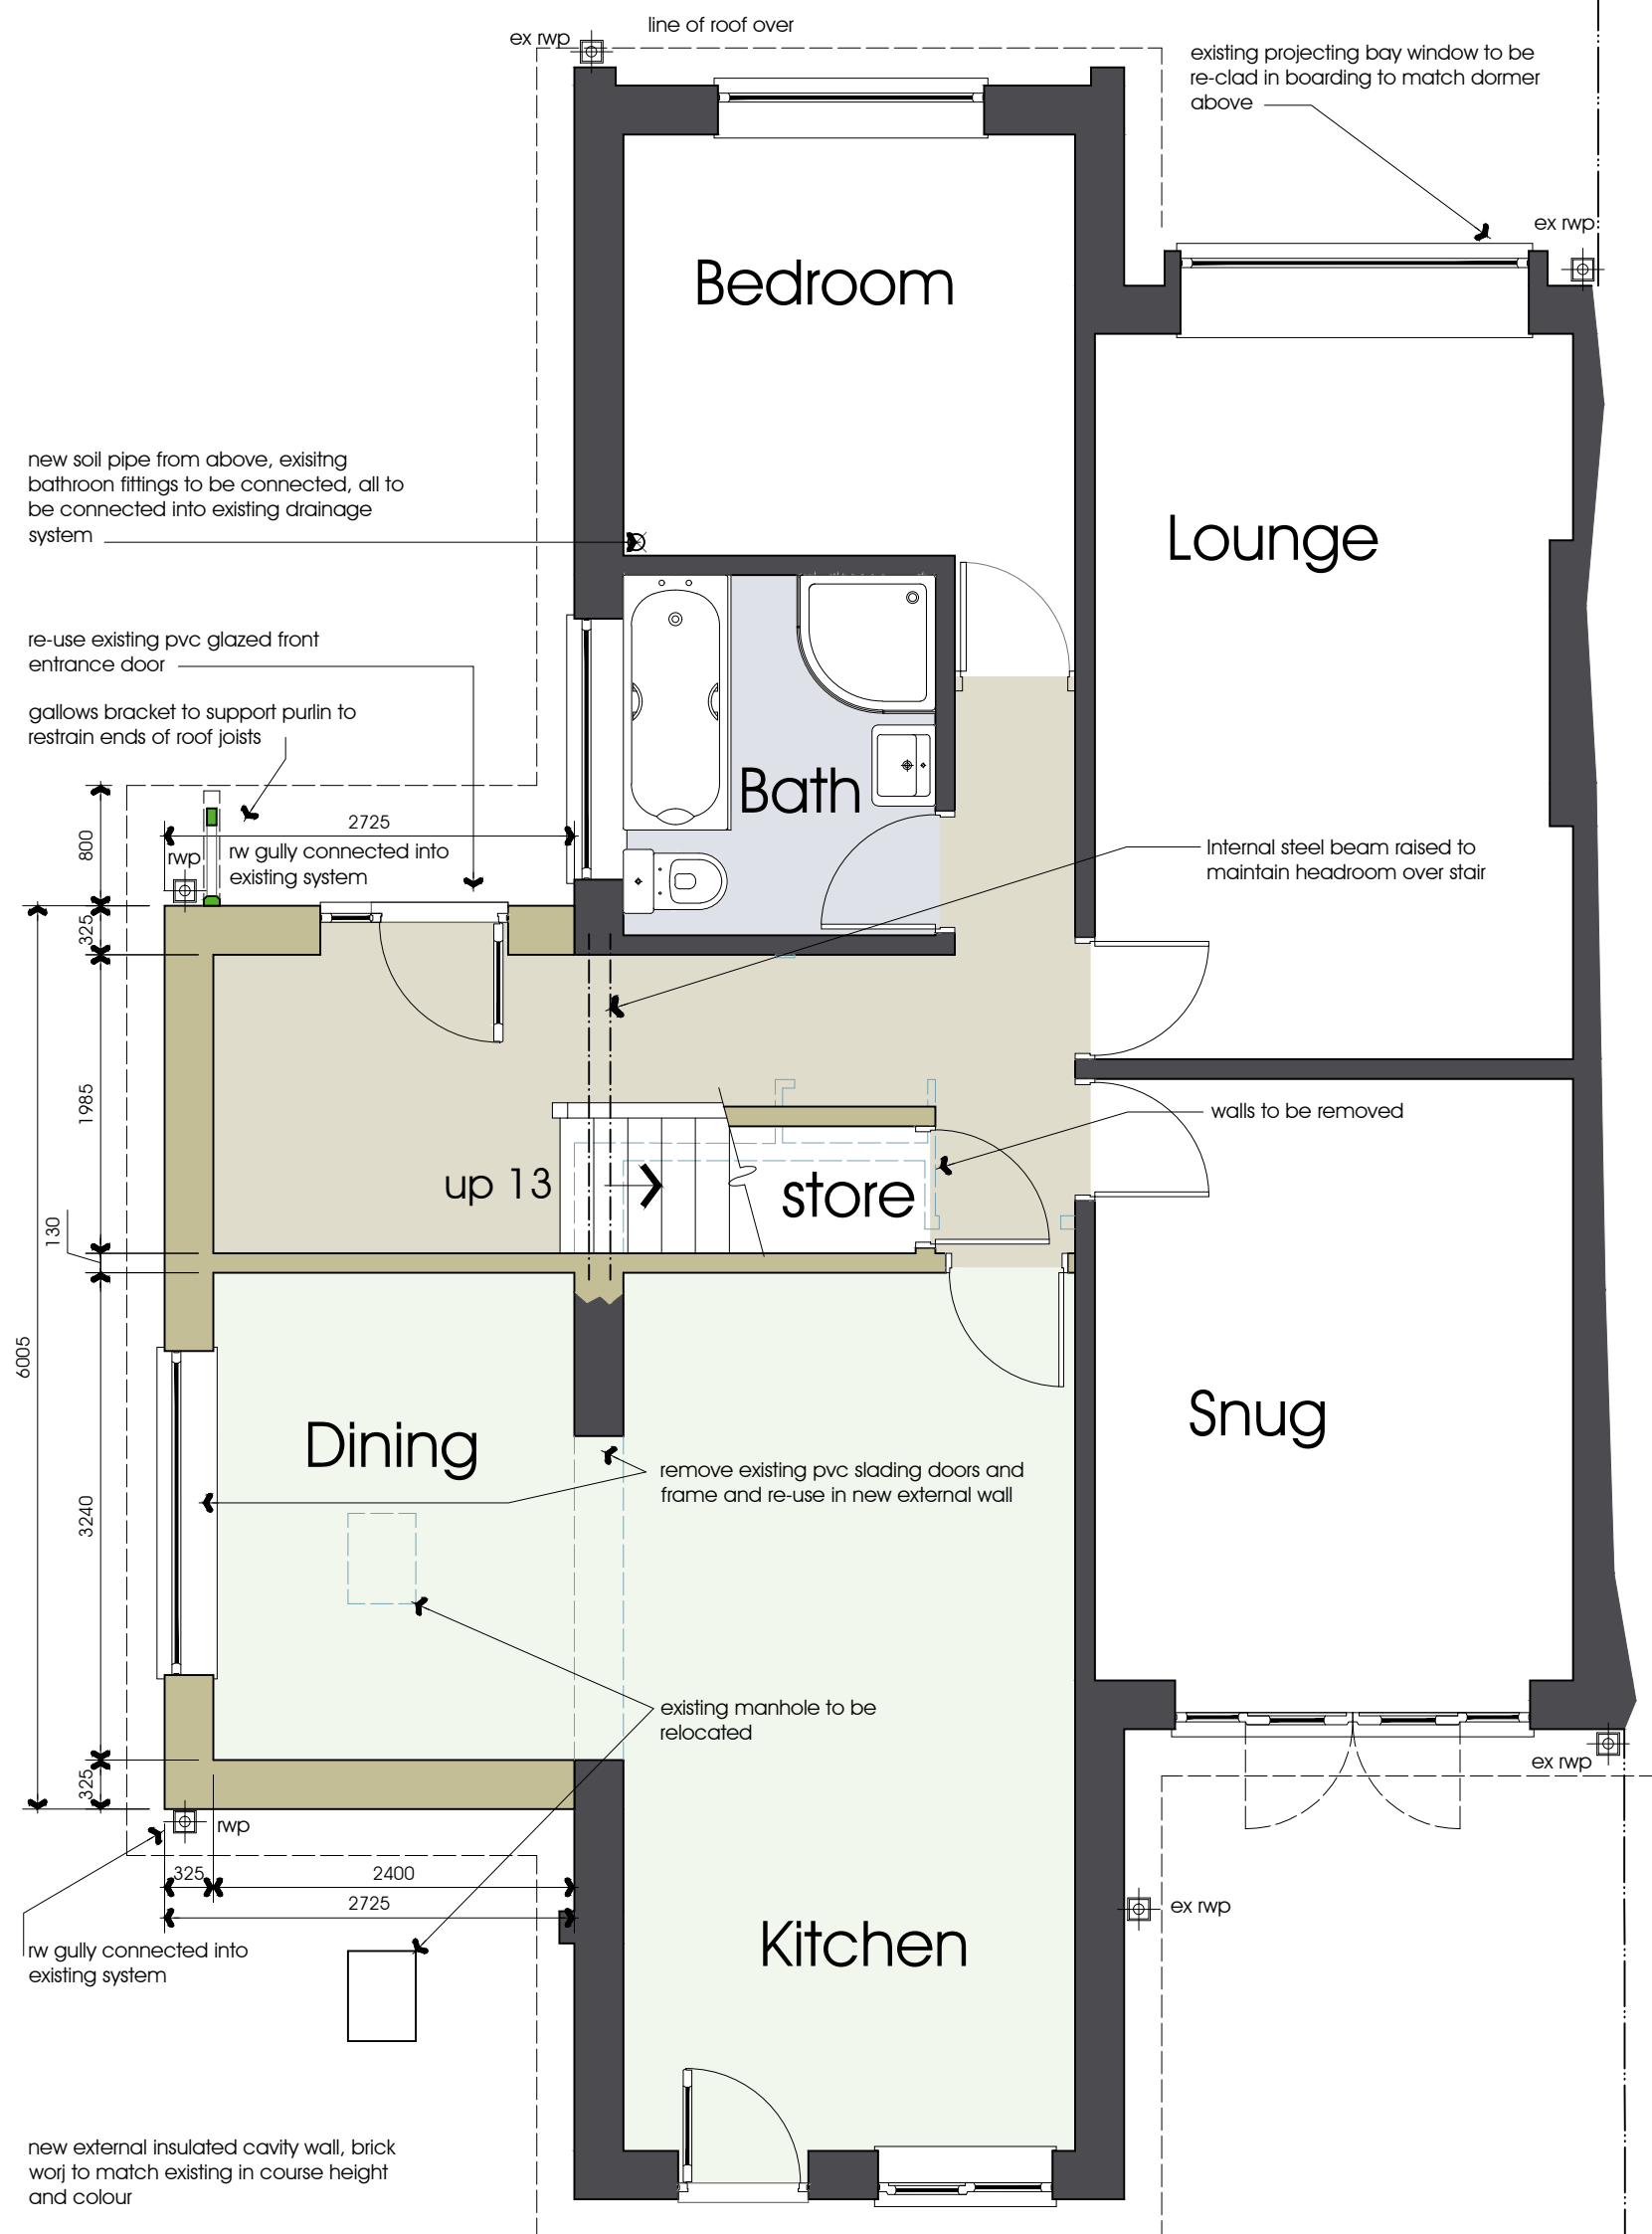 line of roof over
ex rwp
existing projecting bay window to be
re-clad in boarding to match dormer
above
ex rwp
Bedroom
new soil pipe from above, exisitng
bathroon fittings to be connected, all to
be connected into existing drainage
system
Lounge
re-use existing pvc glazed front
entrance door
gallows bracket to support purlin to
restrain ends of roof joists
Bath
800
2725
rwp
rw gully connected into
existing system
Internal steel beam raised to
maintain headroom over stair
325
1985
walls to be removed
up 13
store
130
6005
Dining
Snug
remove existing pvc slading doors and
frame and re-use in new external wall
3240
existing manhole to be
relocated
325
ex rwp
rwp
325
2400
2725
ex rwp
Kitchen
rw gully connected into
existing system
new external insulated cavity wall, brick
worj to match existing in course height
and colour